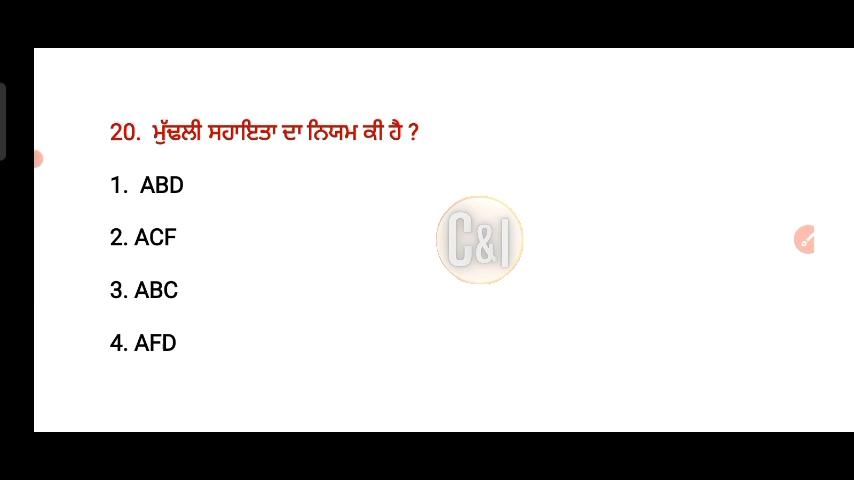 20. ਮੁੱਢਲੀ ਸਹਾਇਤਾ ਦਾ ਨਿਯਮ ਕੀ ਹੈ ?
1. ABD
2. ACF
C&I
3. ABC
4. AFD